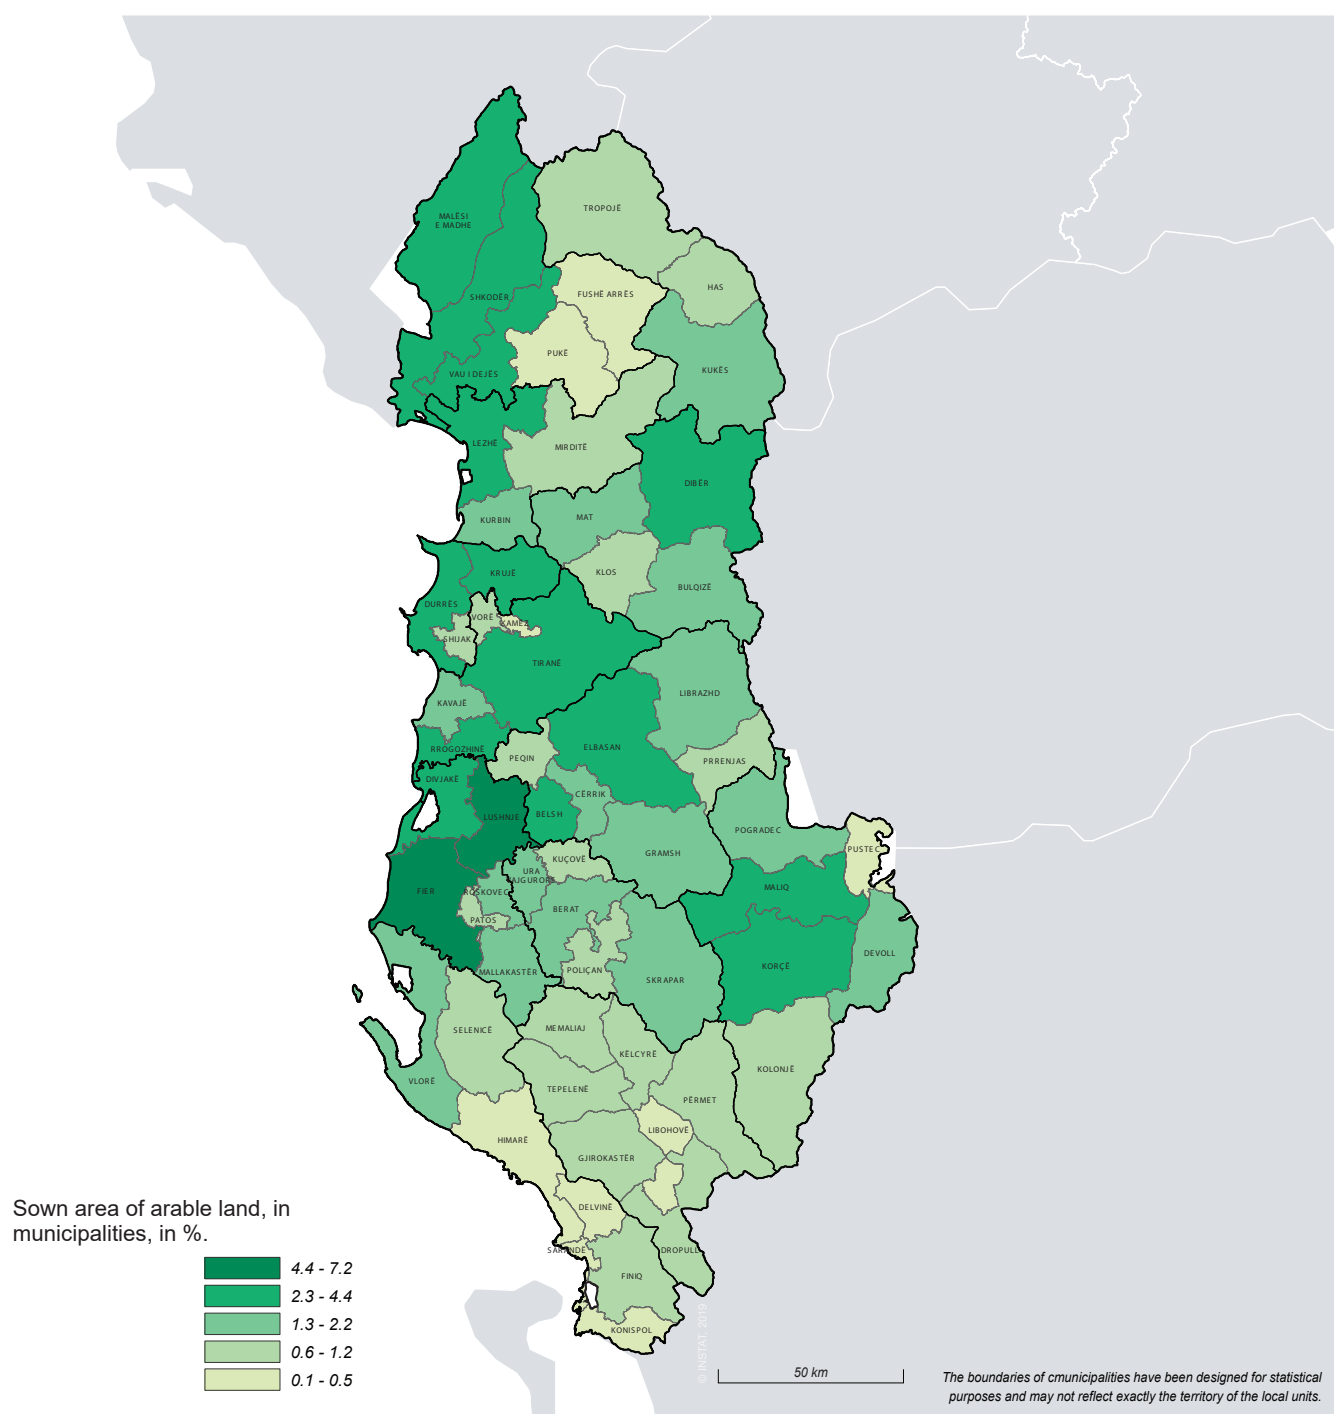 MALËSI
E MADHE
TROPOJË
HAS
SHKODËR
FUSHË ARRËS
PUKË
KUKËS
VAU I DEJËS
LEZHË
MIRDITË
DIBËR
KURBIN
MAT
KRUJË
KLOS
BULQIZË
DURRËS
VORË
KAMËZ
SHIJAK
TIRANË
LIBRAZHD
KAVAJË
RROGOZHINË
ELBASAN
PEQIN
PRRENJAS
DIVJAKË
CËRRIK
LUSHNJE
BELSH
POGRADEC
PUSTEC
GRAMSH
KUÇOVË
URA
VAJGURORE
MALIQ
FIER
ROSKOVEC
BERAT
PATOS
DEVOLL
KORÇË
POLIÇAN
MALLAKASTËR
SKRAPAR
SELENICË
MEMALIAJ
KËLCYRË
KOLONJË
VLORË
TEPELENË
PËRMET
LIBOHOVË
HIMARË
GJIROKASTËR
DELVINË
SARANDË
DROPULL
FINIQ
KONISPOL
Sown area of arable land, in
municipalities, in %.
4.4 - 7.2
2.3 - 4.4
1.3 - 2.2
0.6 - 1.2
0.1 - 0.5
© INSTAT, 2019
50 km
The boundaries of cmunicipalities have been designed for statistical
purposes and may not reflect exactly the territory of the local units.